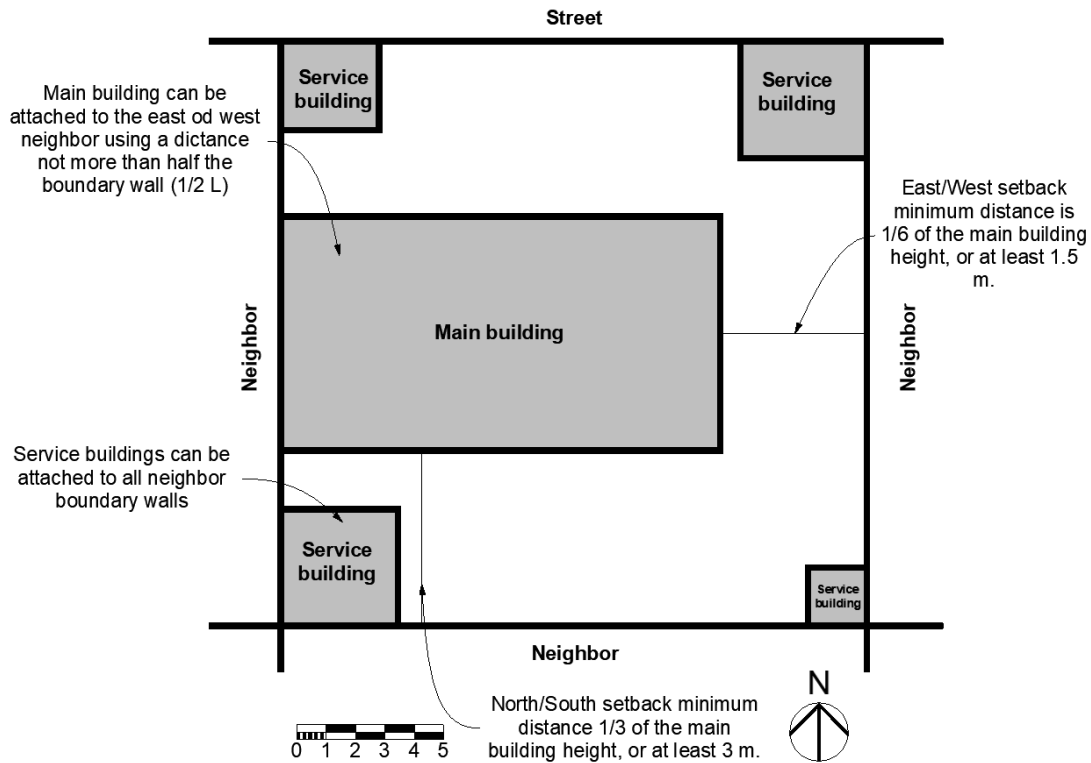 Street
Service
building
Service
building
Main building can be
attached to the east od west
neighbor using a dictance
not more than half the
boundary wall (1/2 L)
East/West setback
minimum distance is
1/6 of the main building
height, or at least 1.5
m.
Neighbor
Main building
Neighbor
Service buildings can be
attached to all neighbor
boundary walls
Service
building
Service
building
Neighbor
North/South setback minimum
distance 1/3 of the main
building height, or at least 3 m.
N
0 1 2 3 4 5